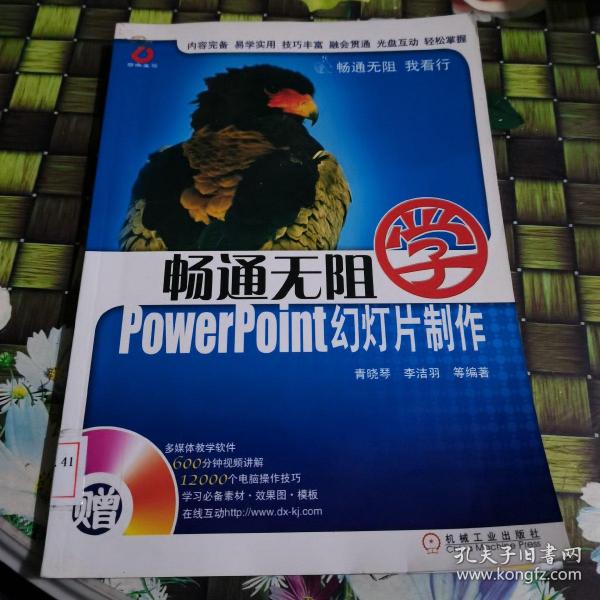 内容完备 易学实用 技巧丰富 融会贯通 光盘互动 轻松掌握
畅通无阻 我看行
畅通无阻
学
PowerPoint幻灯片制作
青晓琴 李洁羽 等编著
多媒体教学软件
600分钟视频讲解
12000个电脑操作技巧
学习必备素材·效果图·模板
在线互动http://www.dx-kj.com
41
赠
机械工业出版社
China Machine Press
孔夫子旧书网
www.kongfz.com